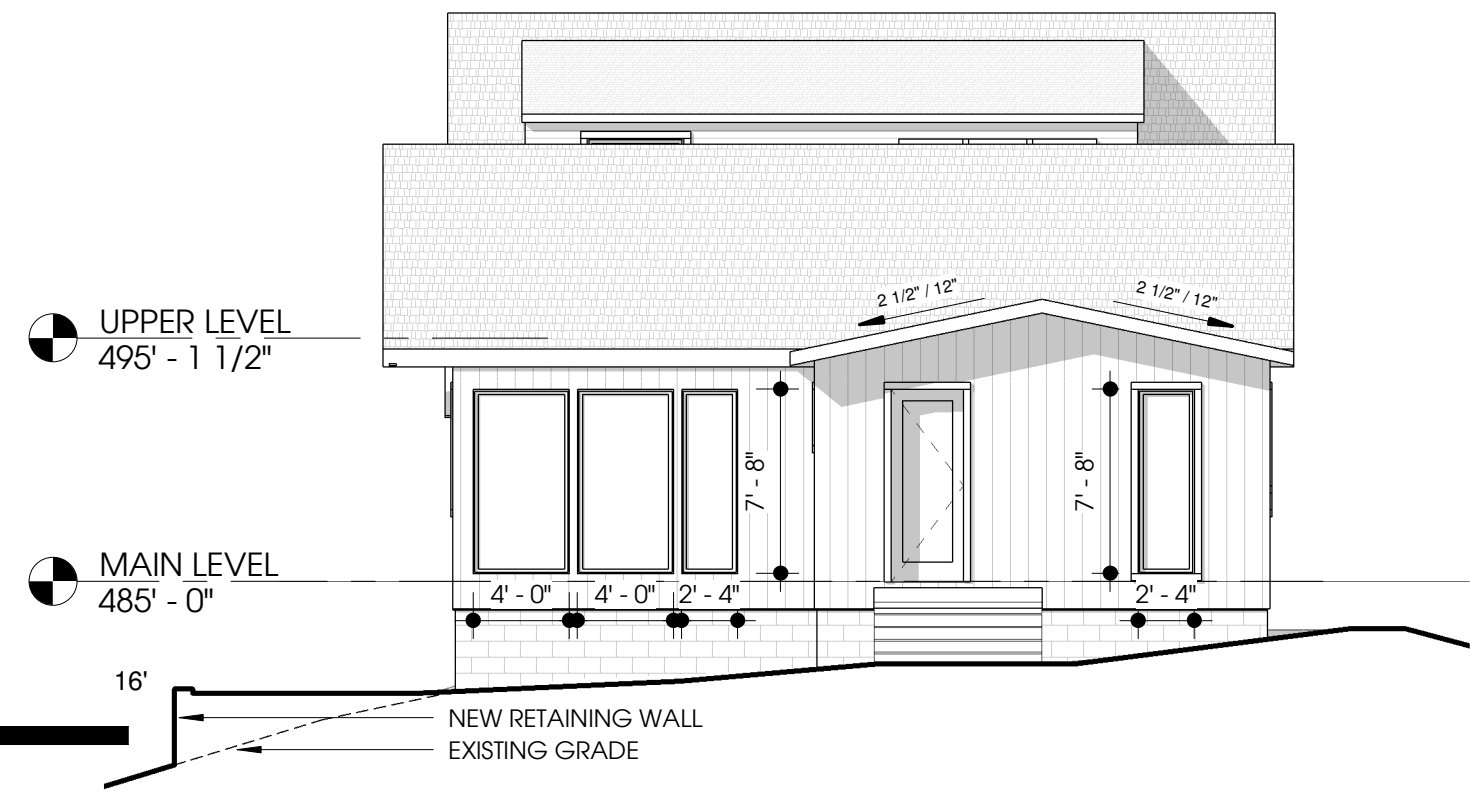 2 1/2" / 12"
2 1/2" / 12"
UPPER LEVEL
495' - 1 1/2"
7' - 8"
7' - 8"
MAIN LEVEL
485' - 0"
4' - 0"
4' - 0"
2' - 4"
2' - 4"
16'
NEW RETAINING WALL
EXISTING GRADE